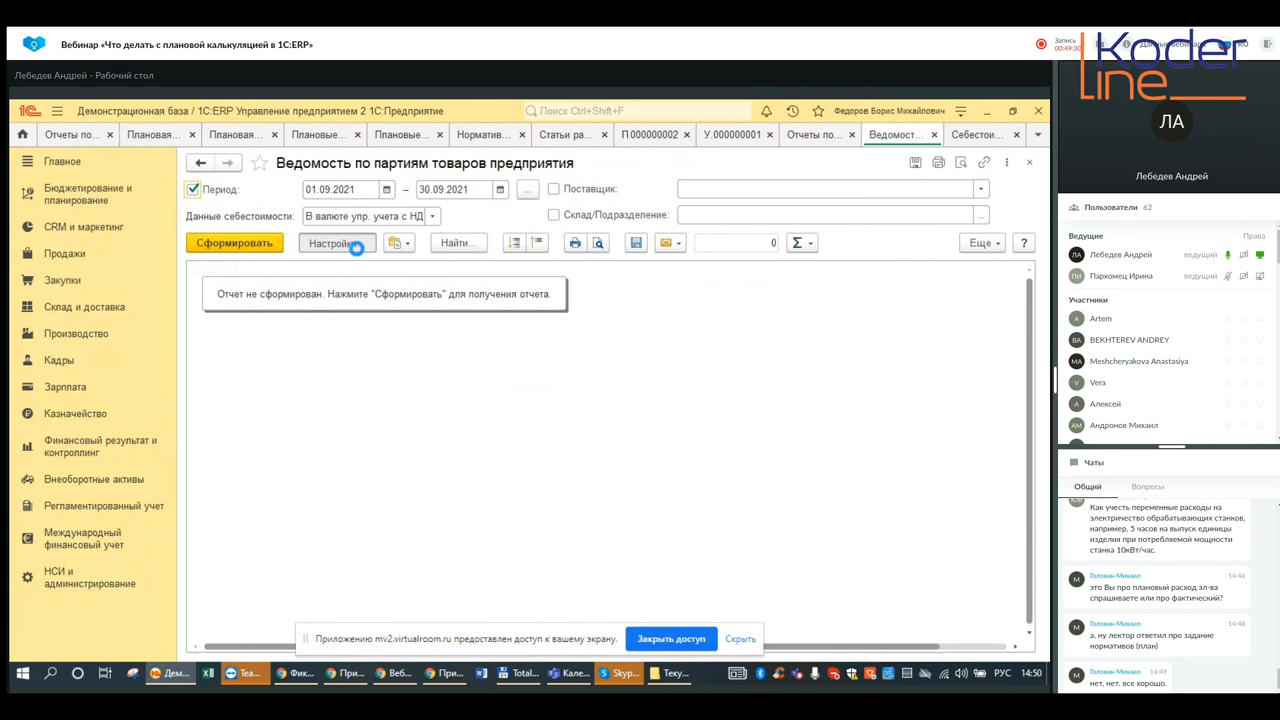 Вебинар «Что делать с плановой калькуляцией в 1C:ERP»
Запись
00:49:30
RU
Koder
line
Лебедев Андрей - Рабочий стол
Демонстрационная база / 1C:ERP Управление предприятием 2 1С:Предприятие
Поиск Ctrl+Shift+F
Федоров Борис Михайлович
Отчеты по...
Плановая...
Плановая...
Плановые...
Плановые...
Норматив...
Статьи ра...
П.000000002
У.000000001
Отчеты по...
Ведомост...
Себестои...
Главное
Бюджетирование и
планирование
CRM и маркетинг
Продажи
Закупки
Склад и доставка
Производство
Кадры
Зарплата
Казначейство
Финансовый результат и
контроллинг
Внеоборотные активы
Регламентированный учет
Международный
финансовый учет
НСИ и
администрирование
Ведомость по партиям товаров предприятия
Период:
01.09.2021
–
30.09.2021
...
Поставщик:
Данные себестоимости:
В валюте упр. учета с НД
Склад/Подразделение:
...
Сформировать
Найти...
0
Σ
Еще
?
Отчет не сформирован. Нажмите "Сформировать" для получения отчета.
Приложению mv2.virtualroom.ru предоставлен доступ к вашему экрану.
Закрыть доступ
Скрыть
Дем...
Tea...
Фик...
При...
Веб...
При...
Total...
Кале...
Skyp...
Теку...
РУС
14:50
ЛА
Лебедев Андрей
Пользователи 62
Ведущие
Права
ЛА
Лебедев Андрей
ведущий
ПИ
Пархомец Ирина
ведущий
Участники
A
Artem
BA
BEKHTEREV ANDREY
MA
Meshcheryakova Anastasiya
V
Vera
А
Алексей
АМ
Андронов Михаил
Чаты
Общий
Вопросы
Как учесть переменные расходы на
электричество обрабатывающих станков,
например, 5 часов на выпуск единицы
изделия при потребляемой мощности
станка 10кВт/час.
М
Головин Михаил
14:46
это Вы про плановый расход эл-ва
спрашиваете или про фактический?
М
Головин Михаил
14:48
а, ну лектор ответил про задание
нормативов (план)
М
Головин Михаил
14:49
нет, нет. все хорошо.